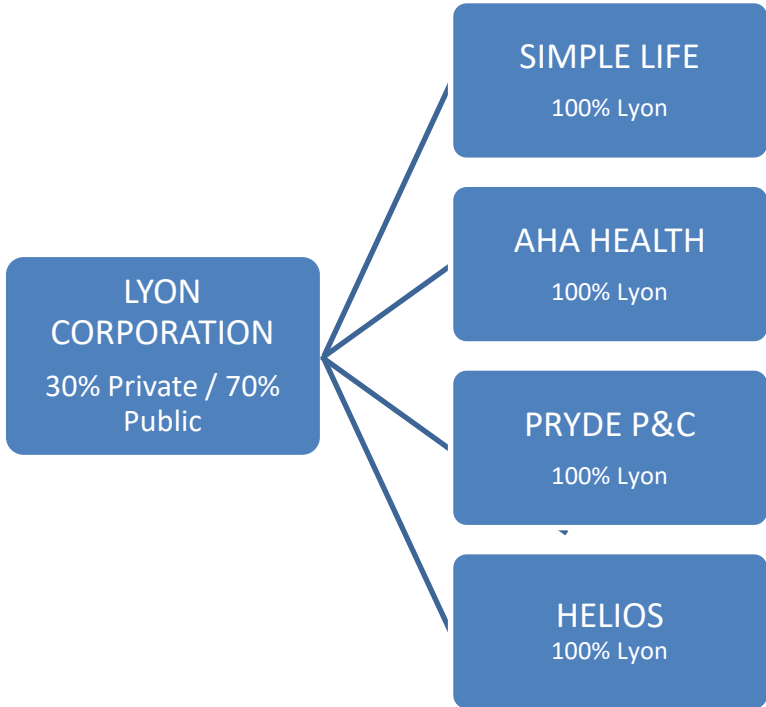 LYON
CORPORATION
30% Private / 70%
Public
SIMPLE LIFE
100% Lyon
AHA HEALTH
100% Lyon
PRYDE P&C
100% Lyon
HELIOS
100% Lyon